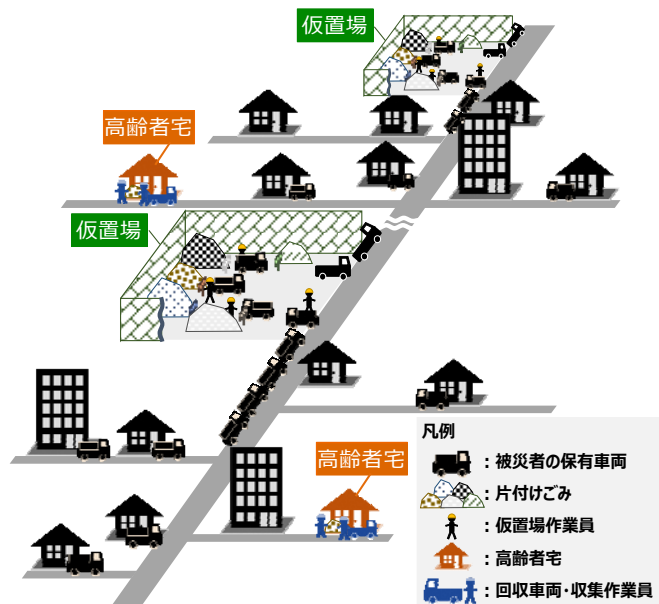 仮置場
高齢者宅
仮置場
高齢者宅
凡例
：被災者の保有車両
：片付けごみ
：仮置場作業員
：高齢者宅
：回収車両・収集作業員